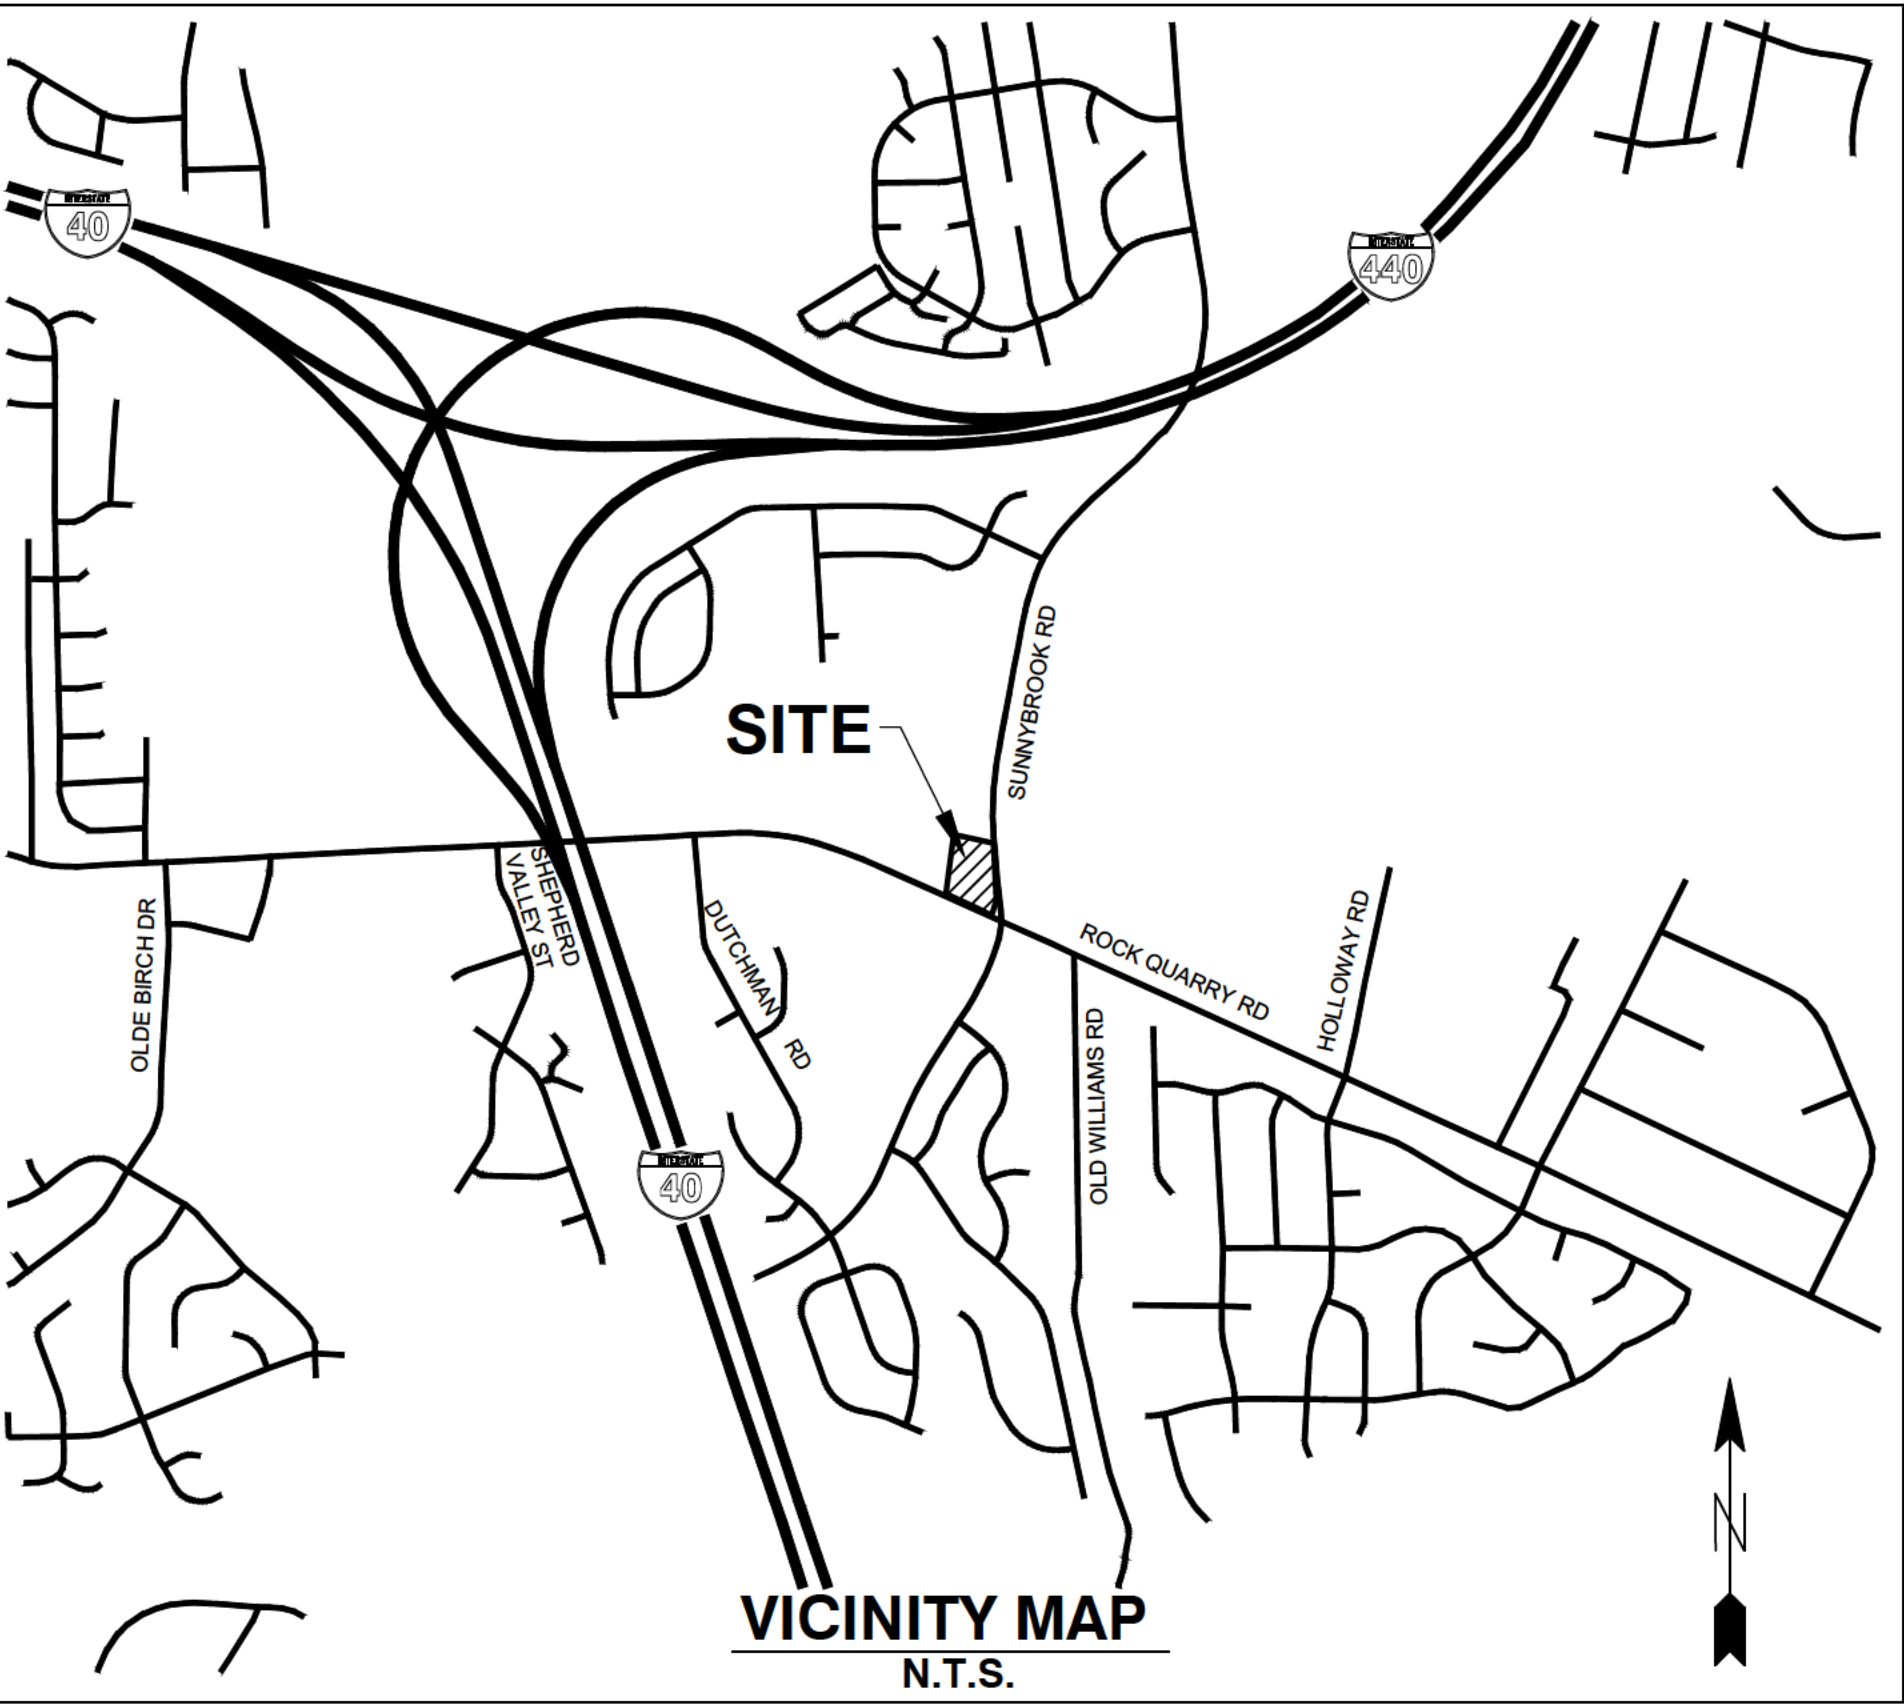 INTERSTATE
40
INTERSTATE
440
SUNNYBROOK RD
SITE
SHEPHERD
VALLEY ST
OLDE BIRCH DR
DUTCHMAN RD
ROCK QUARRY RD
HOLLOWAY RD
OLD WILLIAMS RD
INTERSTATE
40
N
VICINITY MAP
N.T.S.